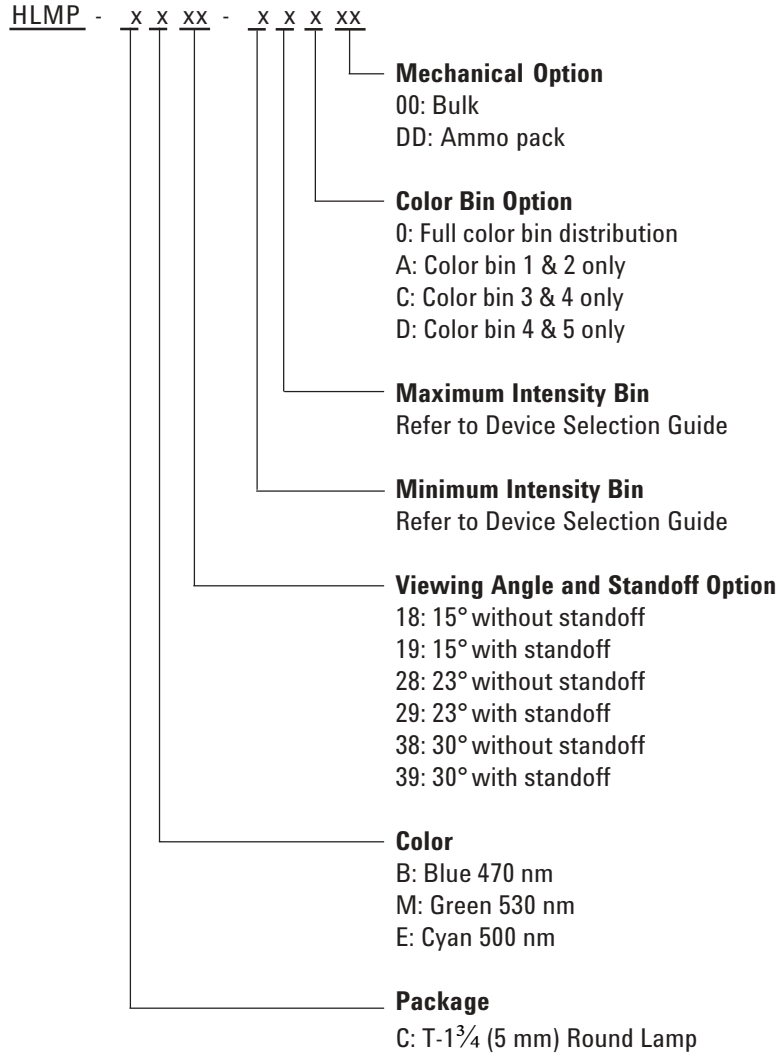 HLMP - x x xx - x x x xx
Mechanical Option
00: Bulk
DD: Ammo pack
Color Bin Option
0: Full color bin distribution
A: Color bin 1 & 2 only
C: Color bin 3 & 4 only
D: Color bin 4 & 5 only
Maximum Intensity Bin
Refer to Device Selection Guide
Minimum Intensity Bin
Refer to Device Selection Guide
Viewing Angle and Standoff Option
18: 15° without standoff
19: 15° with standoff
28: 23° without standoff
29: 23° with standoff
38: 30° without standoff
39: 30° with standoff
Color
B: Blue 470 nm
M: Green 530 nm
E: Cyan 500 nm
Package
C: T-1¾ (5 mm) Round Lamp